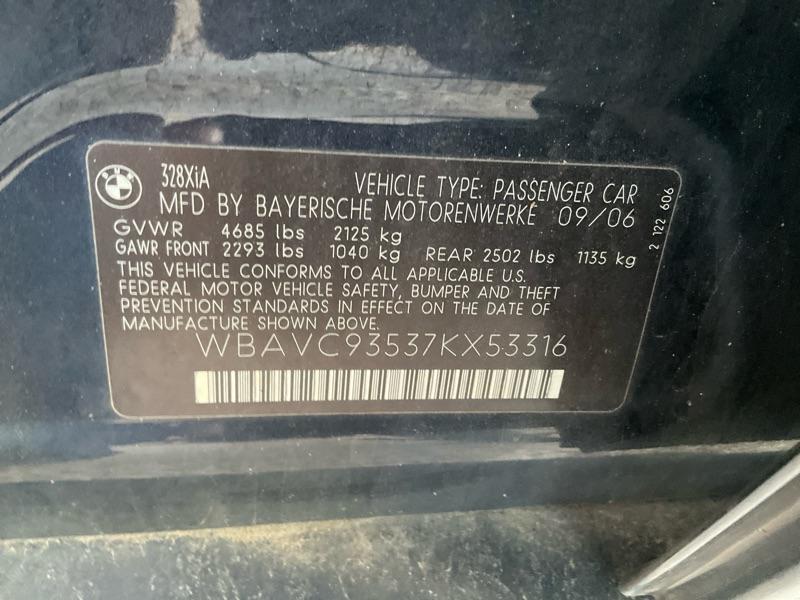 BMW
328XiA
VEHICLE TYPE: PASSENGER CAR
MFD BY BAYERISCHE MOTORENWERKE 09/06
GVWR 4685 lbs 2125 kg
GAWR FRONT 2293 lbs 1040 kg REAR 2502 lbs 1135 kg
THIS VEHICLE CONFORMS TO ALL APPLICABLE U.S.
FEDERAL MOTOR VEHICLE SAFETY, BUMPER AND THEFT
PREVENTION STANDARDS IN EFFECT ON THE DATE OF
MANUFACTURE SHOWN ABOVE.
WBAVC93537KX53316
2 122 606